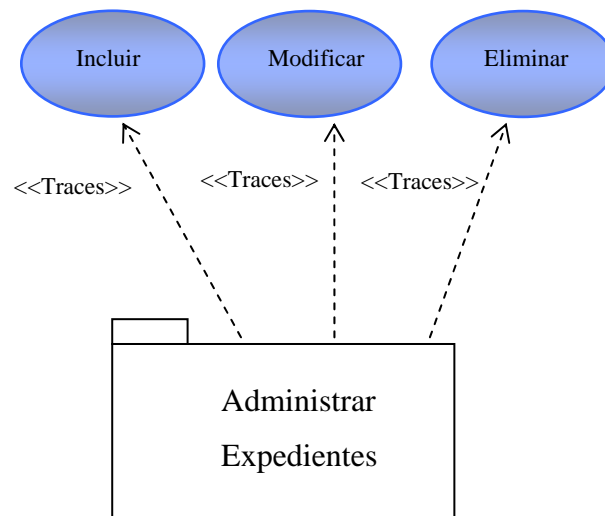 Incluir
Modificar
Eliminar
<<Traces>>
<<Traces>>
<<Traces>>
Administrar
Expedientes